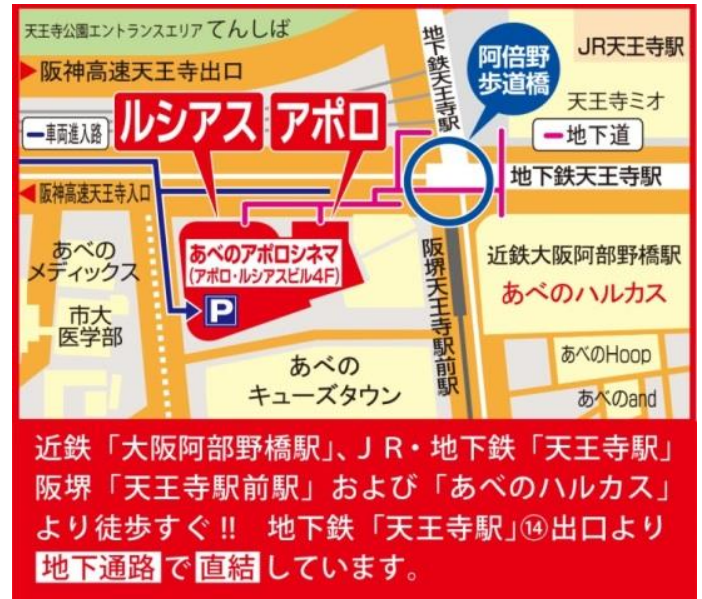 天王寺公園エントランスエリア てんしば
阪神高速天王寺出口
地下鉄天王寺駅
阿倍野
歩道橋
JR天王寺駅
天王寺ミオ
車両進入路
ルシアス
アポロ
地下道
阪神高速天王寺入口
地下鉄天王寺駅
あべの
メディックス
あべのアポロシネマ
(アポロ・ルシアスビル4F)
P
阪堺天王寺駅前駅
近鉄大阪阿部野橋駅
あべのハルカス
市大
医学部
あべの
キューズタウン
あべのHoop
あべのand
近鉄「大阪阿部野橋駅」、JR・地下鉄「天王寺駅」
阪堺「天王寺駅前駅」および「あべのハルカス」
より徒歩すぐ!! 地下鉄「天王寺駅」⑭出口より
地下通路で直結しています。